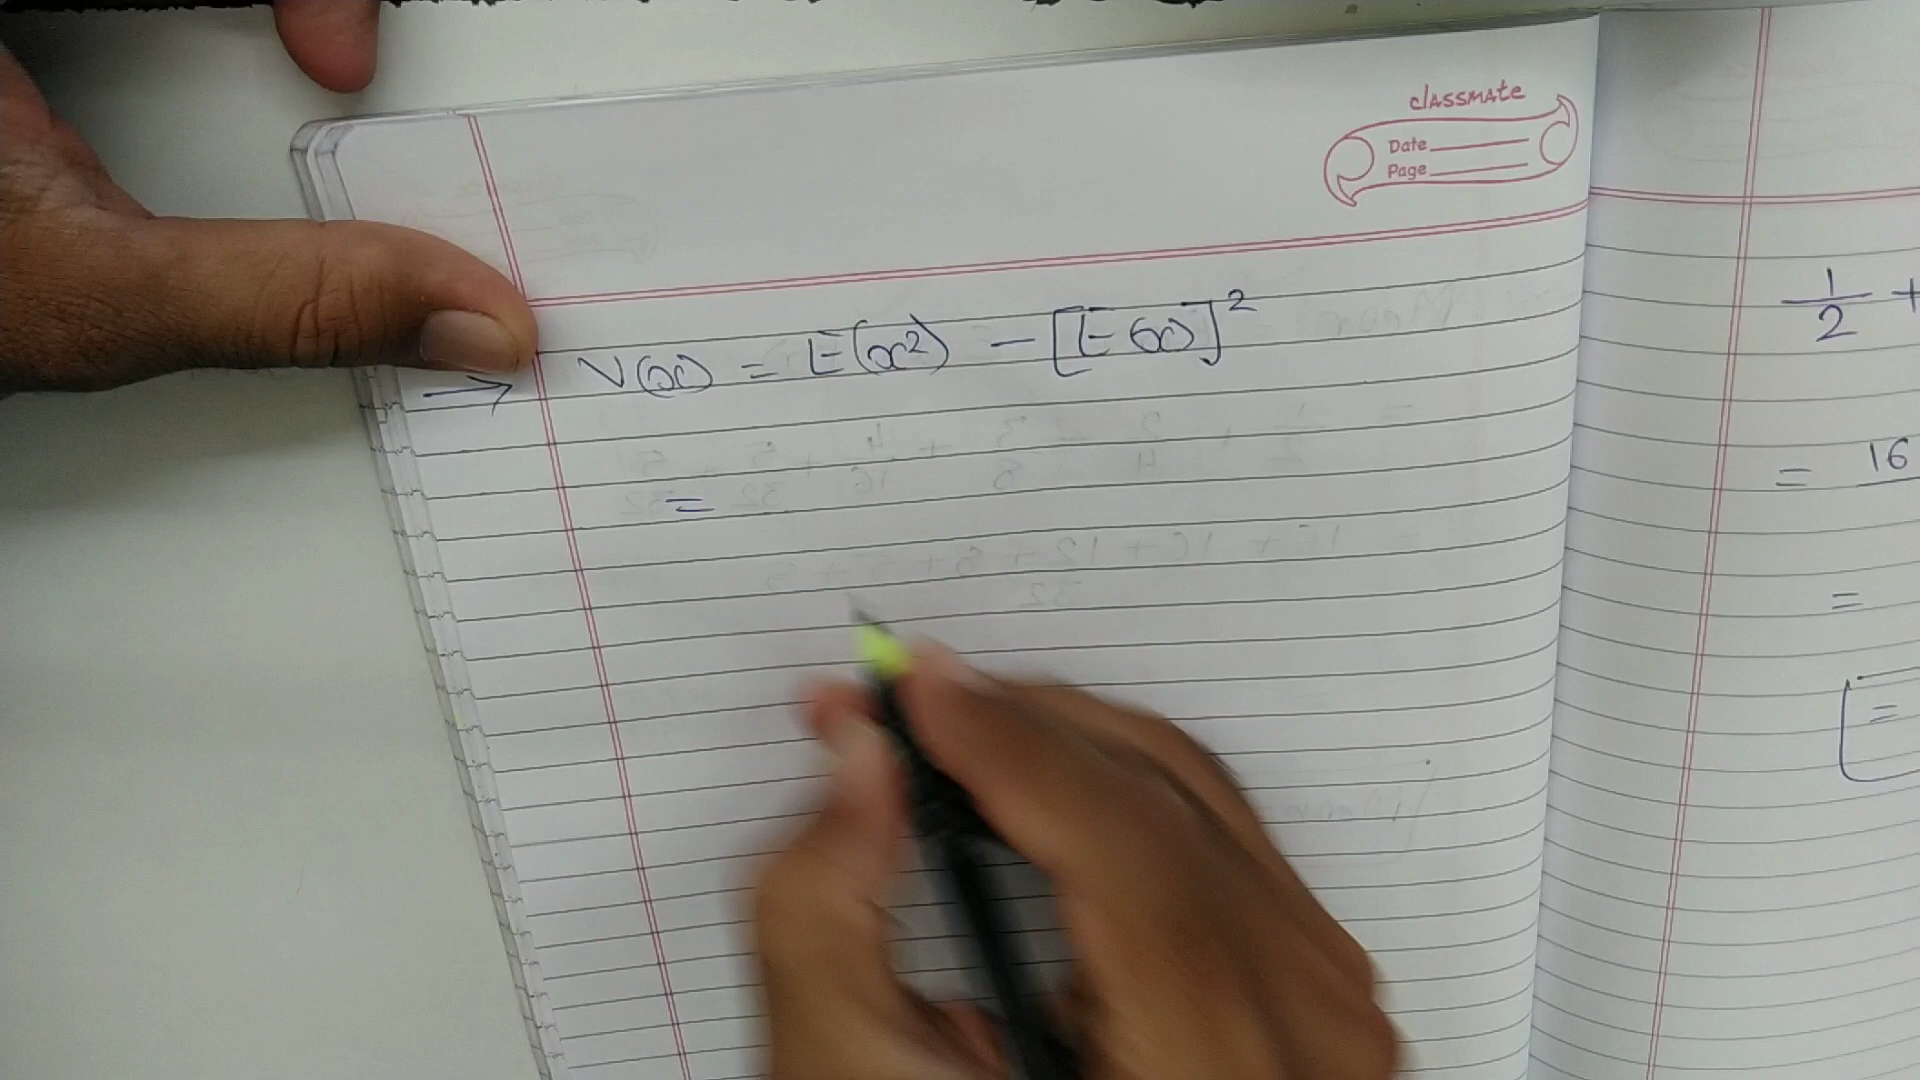 classmate
Date
Page
→ V(x) = E(x²) - [E(x)]²
=
1/2 +
= 16
=
=